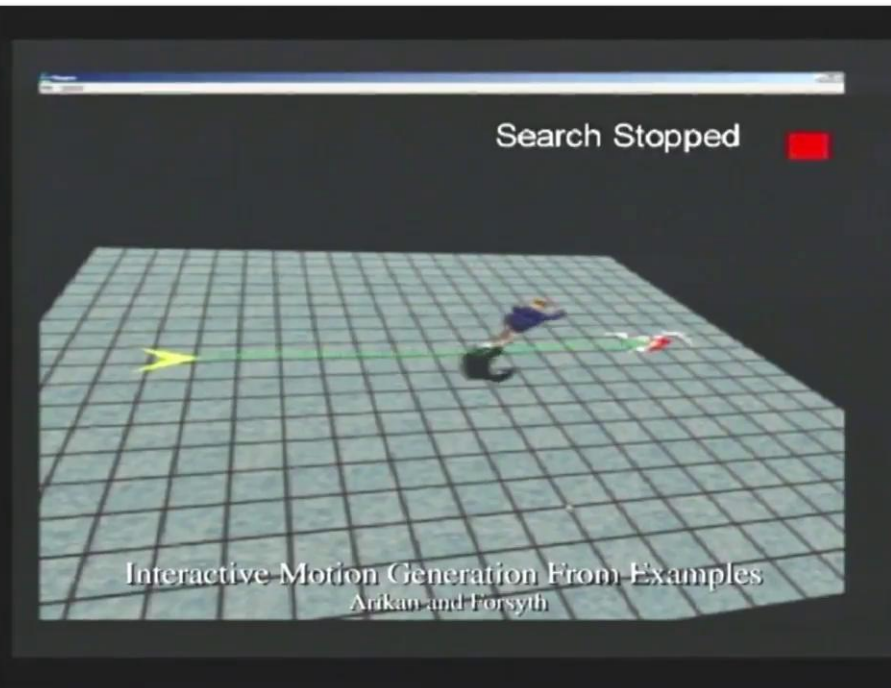 Search Stopped
Interactive Motion Generation From Examples
Arikan and Forsyth